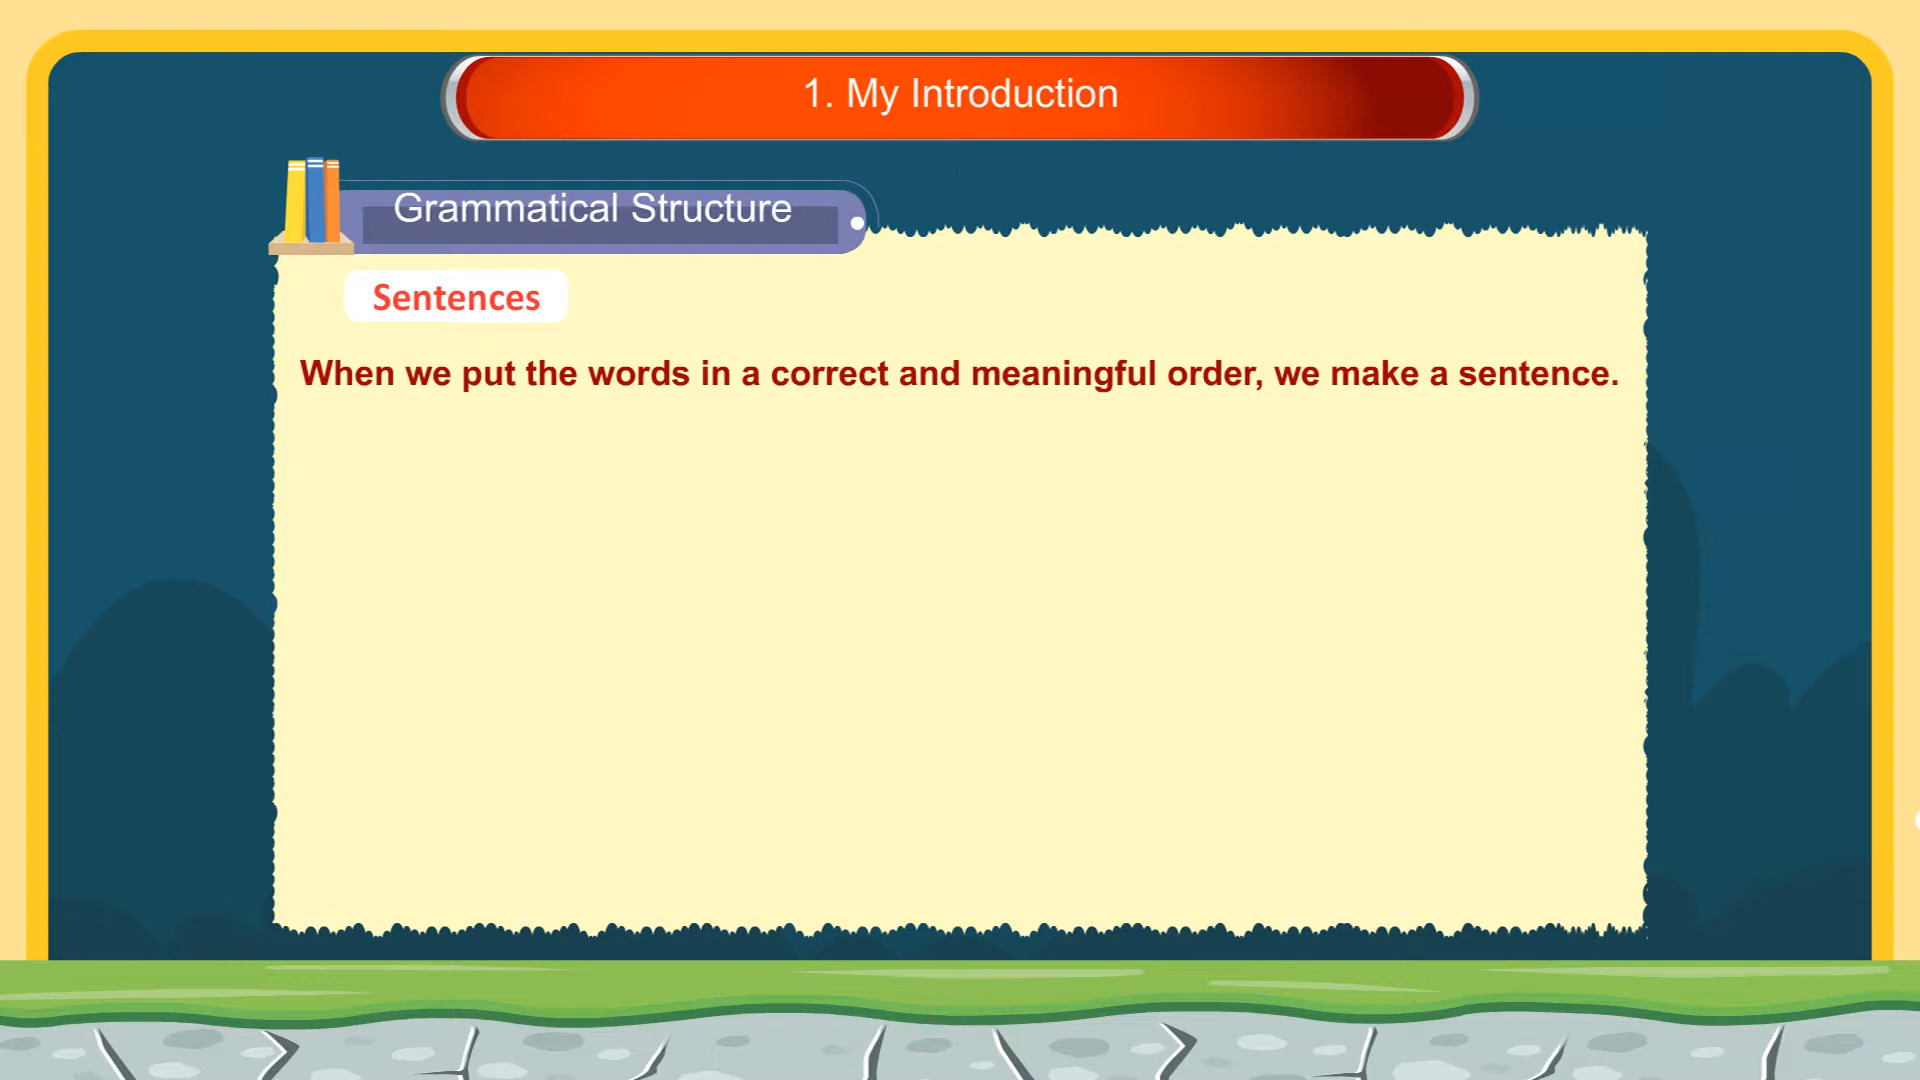 1. My Introduction
Grammatical Structure
Sentences
When we put the words in a correct and meaningful order, we make a sentence.